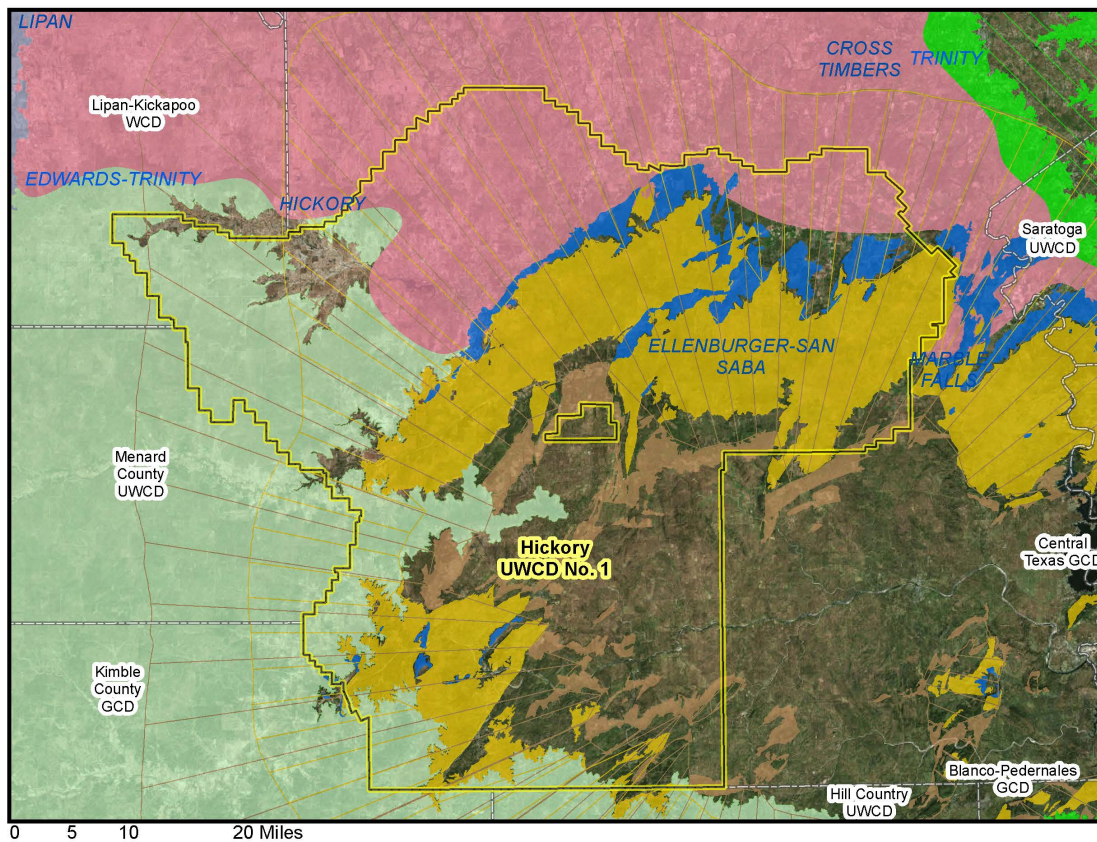 LIPAN
CROSS
TIMBERS
TRINITY
Lipan-Kickapoo
WCD
EDWARDS-TRINITY
HICKORY
Saratoga
UWCD
ELLENBURGER-SAN
SABA
MARBLE
FALLS
Menard
County
UWCD
Hickory
UWCD No. 1
Central
Texas GCD
Kimble
County
GCD
Blanco-Pedernales
GCD
Hill Country
UWCD
0 5 10 20 Miles